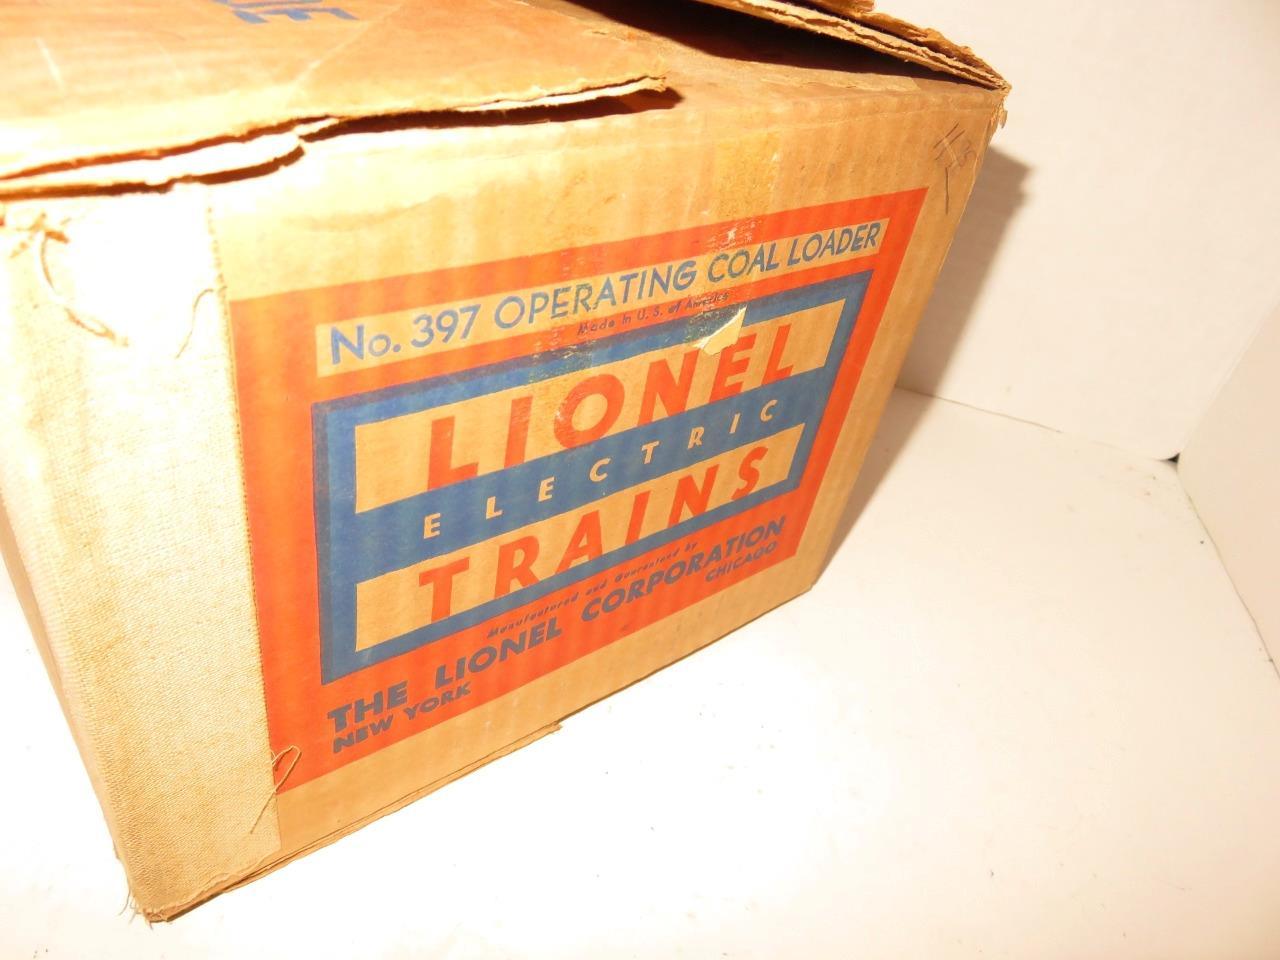 No. 397 OPERATING COAL LOADER
Made in U. S. of America
LIONEL
ELECTRIC
TRAINS
Manufactured and Guaranteed by
THE LIONEL CORPORATION
NEW YORK CHICAGO